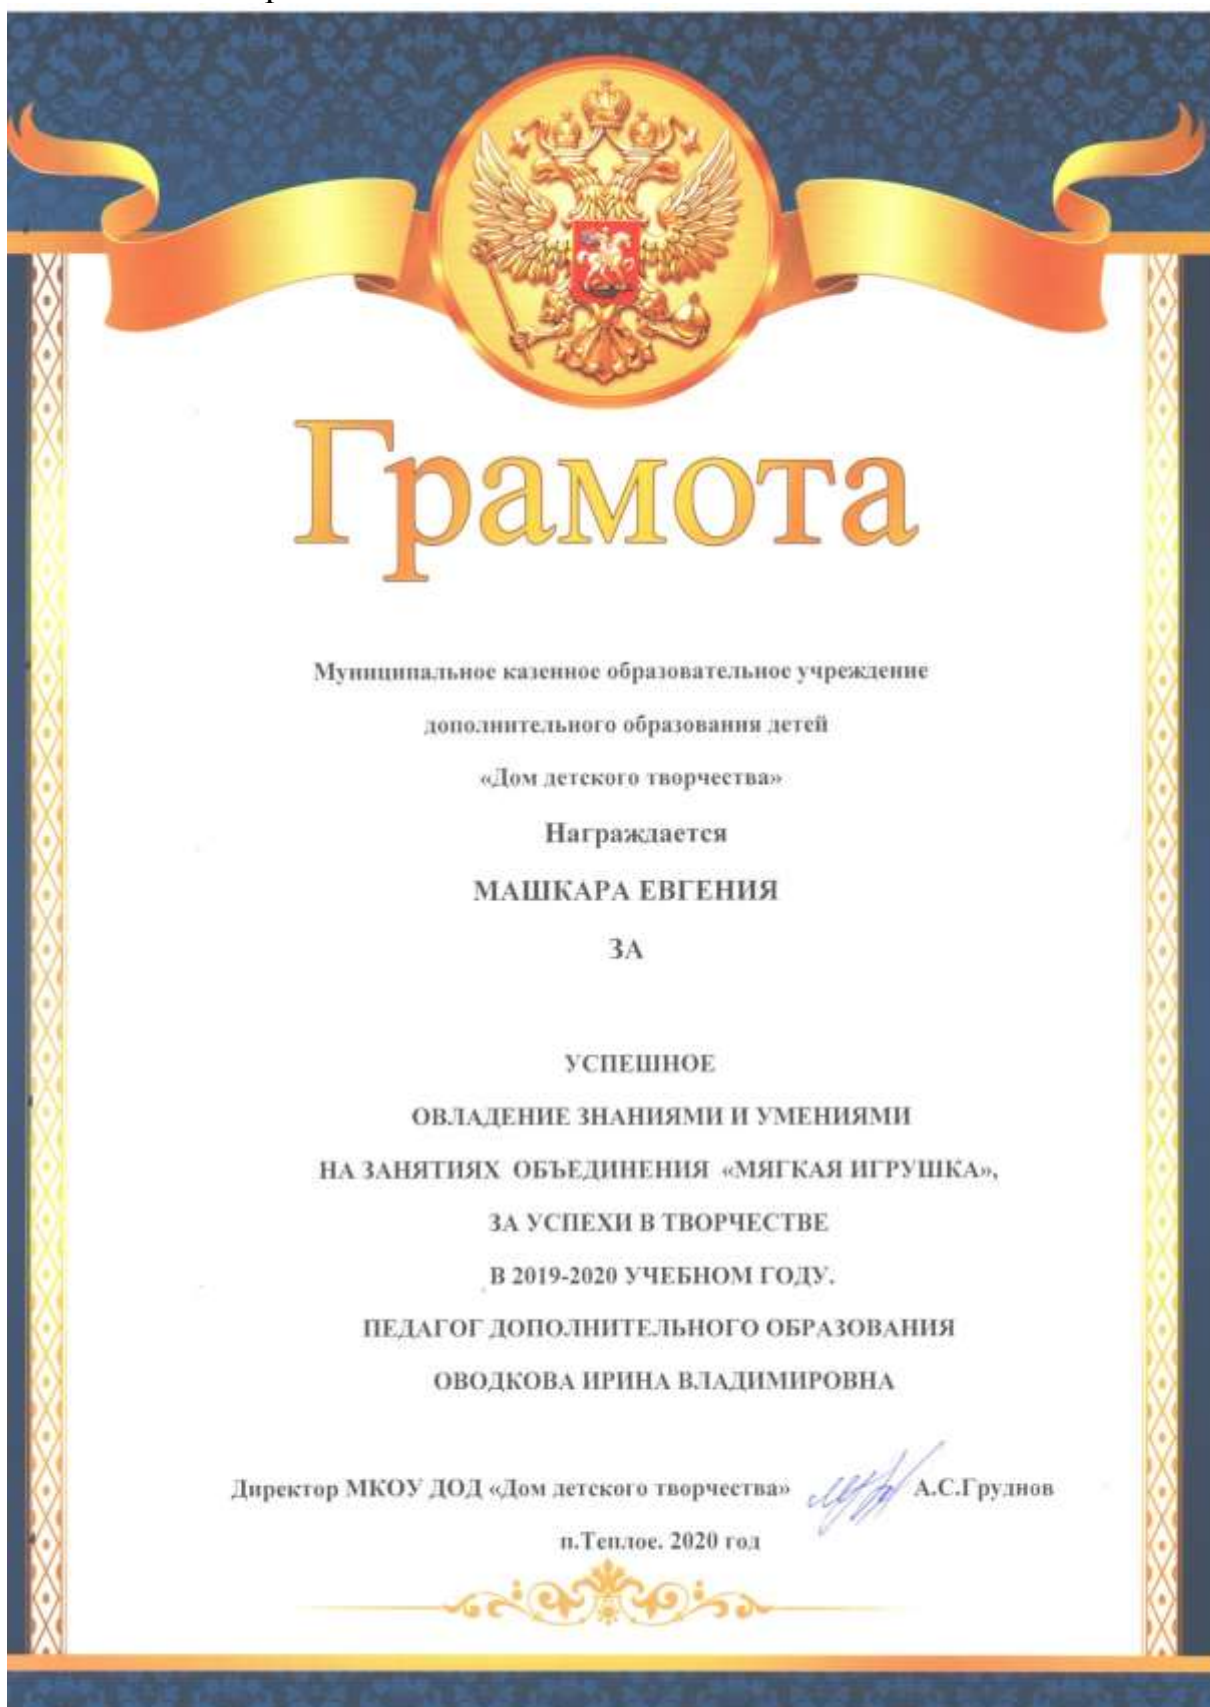 Грамота
Муниципальное казенное образовательное учреждение
дополнительного образования детей
«Дом детского творчества»
Награждается
МАШКАРА ЕВГЕНИЯ
ЗА
УСПЕШНОЕ
ОВЛАДЕНИЕ ЗНАНИЯМИ И УМЕНИЯМИ
НА ЗАНЯТИЯХ ОБЪЕДИНЕНИЯ «МЯГКАЯ ИГРУШКА»,
ЗА УСПЕХИ В ТВОРЧЕСТВЕ
В 2019-2020 УЧЕБНОМ ГОДУ.
ПЕДАГОГ ДОПОЛНИТЕЛЬНОГО ОБРАЗОВАНИЯ
ОВОДКОВА ИРИНА ВЛАДИМИРОВНА
Директор МКОУ ДОД «Дом детского творчества» А.С.Груднов
п.Теплое. 2020 год